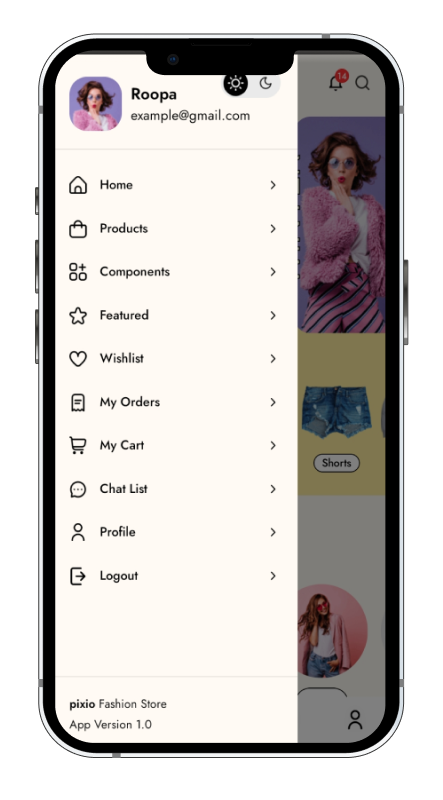 14
Roopa
example@gmail.com
Home
Products
Components
Featured
Wishlist
My Orders
My Cart
Chat List
Profile
Logout
Shorts
pixio Fashion Store
App Version 1.0